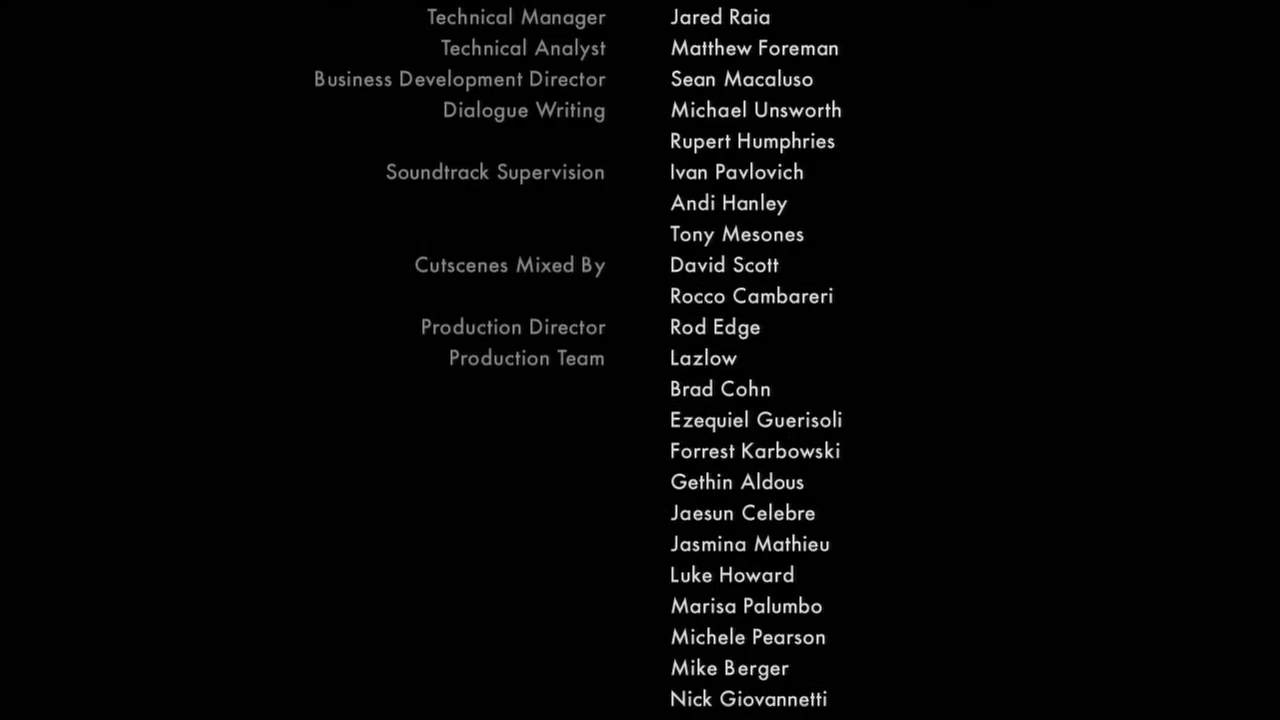 Technical Manager Jared Raia
Technical Analyst Matthew Foreman
Business Development Director Sean Macaluso
Dialogue Writing Michael Unsworth
Rupert Humphries
Soundtrack Supervision Ivan Pavlovich
Andi Hanley
Tony Mesones
Cutscenes Mixed By David Scott
Rocco Cambareri
Production Director Rod Edge
Production Team Lazlow
Brad Cohn
Ezequiel Guerisoli
Forrest Karbowski
Gethin Aldous
Jaesun Celebre
Jasmina Mathieu
Luke Howard
Marisa Palumbo
Michele Pearson
Mike Berger
Nick Giovannetti